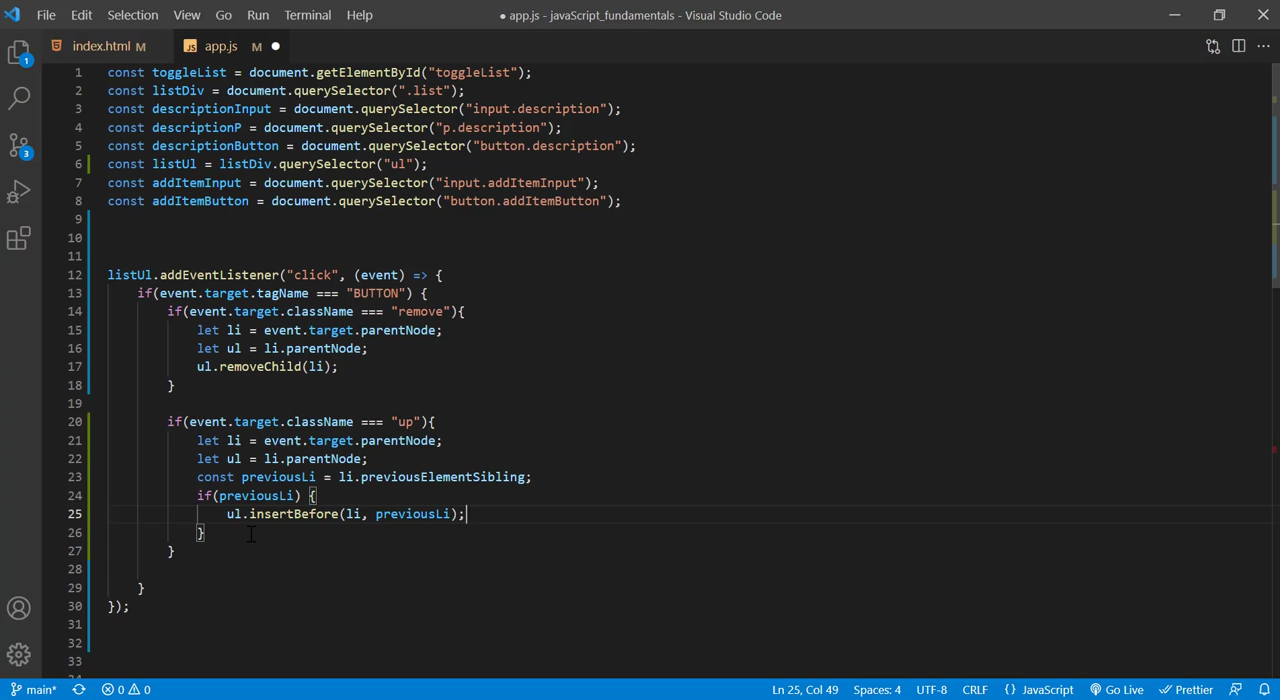 File Edit Selection View Go Run Terminal Help ● app.js - javaScript_fundamentals - Visual Studio Code
index.html M JS app.js M
1 const toggleList = document.getElementById("toggleList");
2 const listDiv = document.querySelector(".list");
3 const descriptionInput = document.querySelector("input.description");
4 const descriptionP = document.querySelector("p.description");
5 const descriptionButton = document.querySelector("button.description");
6 const listUl = listDiv.querySelector("ul");
7 const addItemInput = document.querySelector("input.addItemInput");
8 const addItemButton = document.querySelector("button.addItemButton");
9
10
11
12 listUl.addEventListener("click", (event) => {
13 if(event.target.tagName === "BUTTON") {
14 if(event.target.className === "remove"){
15 let li = event.target.parentNode;
16 let ul = li.parentNode;
17 ul.removeChild(li);
18 }
19
20 if(event.target.className === "up"){
21 let li = event.target.parentNode;
22 let ul = li.parentNode;
23 const previousLi = li.previousElementSibling;
24 if(previousLi) {
25 ul.insertBefore(li, previousLi);
26 }
27 }
28
29 }
30 });
31
32
33
1
3
main* 0 0 Ln 25, Col 49 Spaces: 4 UTF-8 CRLF {} JavaScript Go Live Prettier